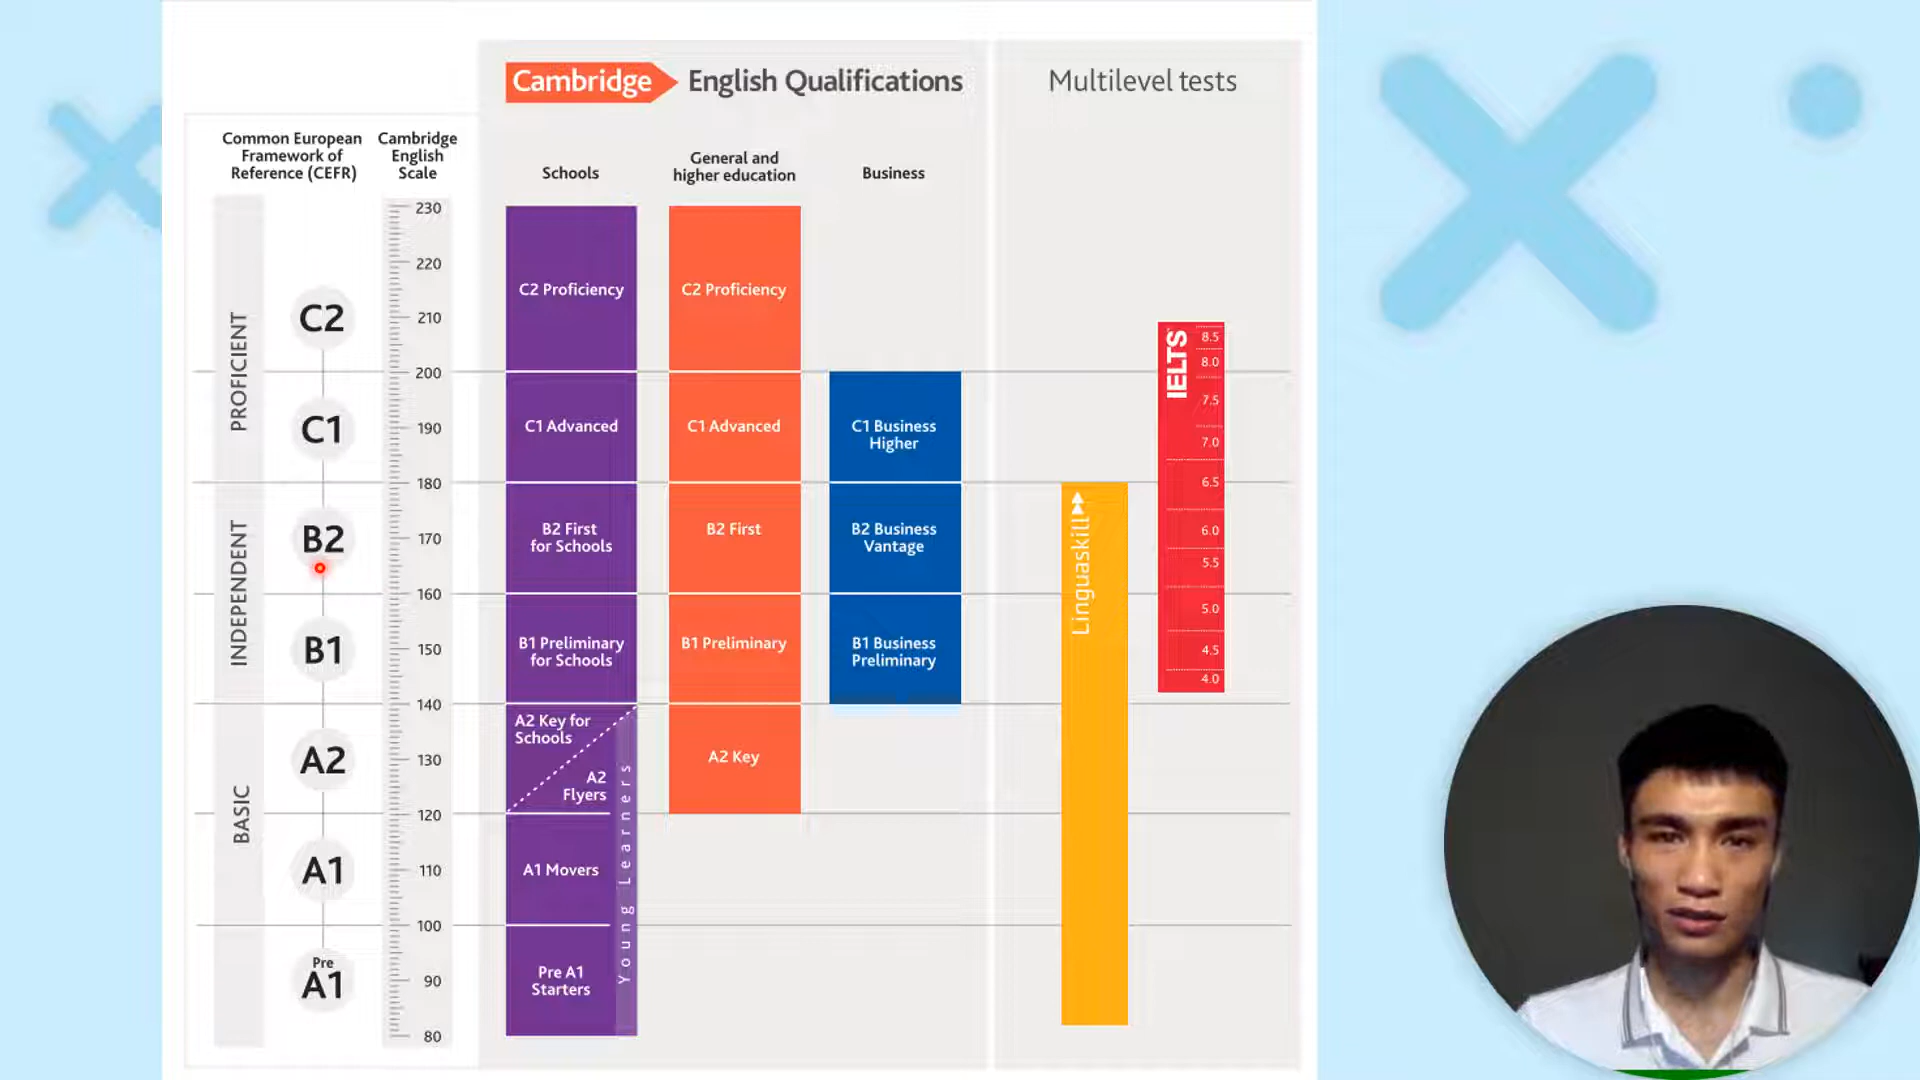 Cambridge English Qualifications
Multilevel tests
Common European
Framework of
Reference (CEFR)
Cambridge
English
Scale
Schools
General and
higher education
Business
PROFICIENT
INDEPENDENT
BASIC
C2
C1
B2
B1
A2
A1
Pre
A1
230
220
210
200
190
180
170
160
150
140
130
120
110
100
90
80
C2 Proficiency
C1 Advanced
B2 First
for Schools
B1 Preliminary
for Schools
A2 Key for
Schools
A2
Flyers
A1 Movers
Pre A1
Starters
Young Learners
C2 Proficiency
C1 Advanced
B2 First
B1 Preliminary
A2 Key
C1 Business
Higher
B2 Business
Vantage
B1 Business
Preliminary
Linguaskill
IELTS
8.5
8.0
7.5
7.0
6.5
6.0
5.5
5.0
4.5
4.0